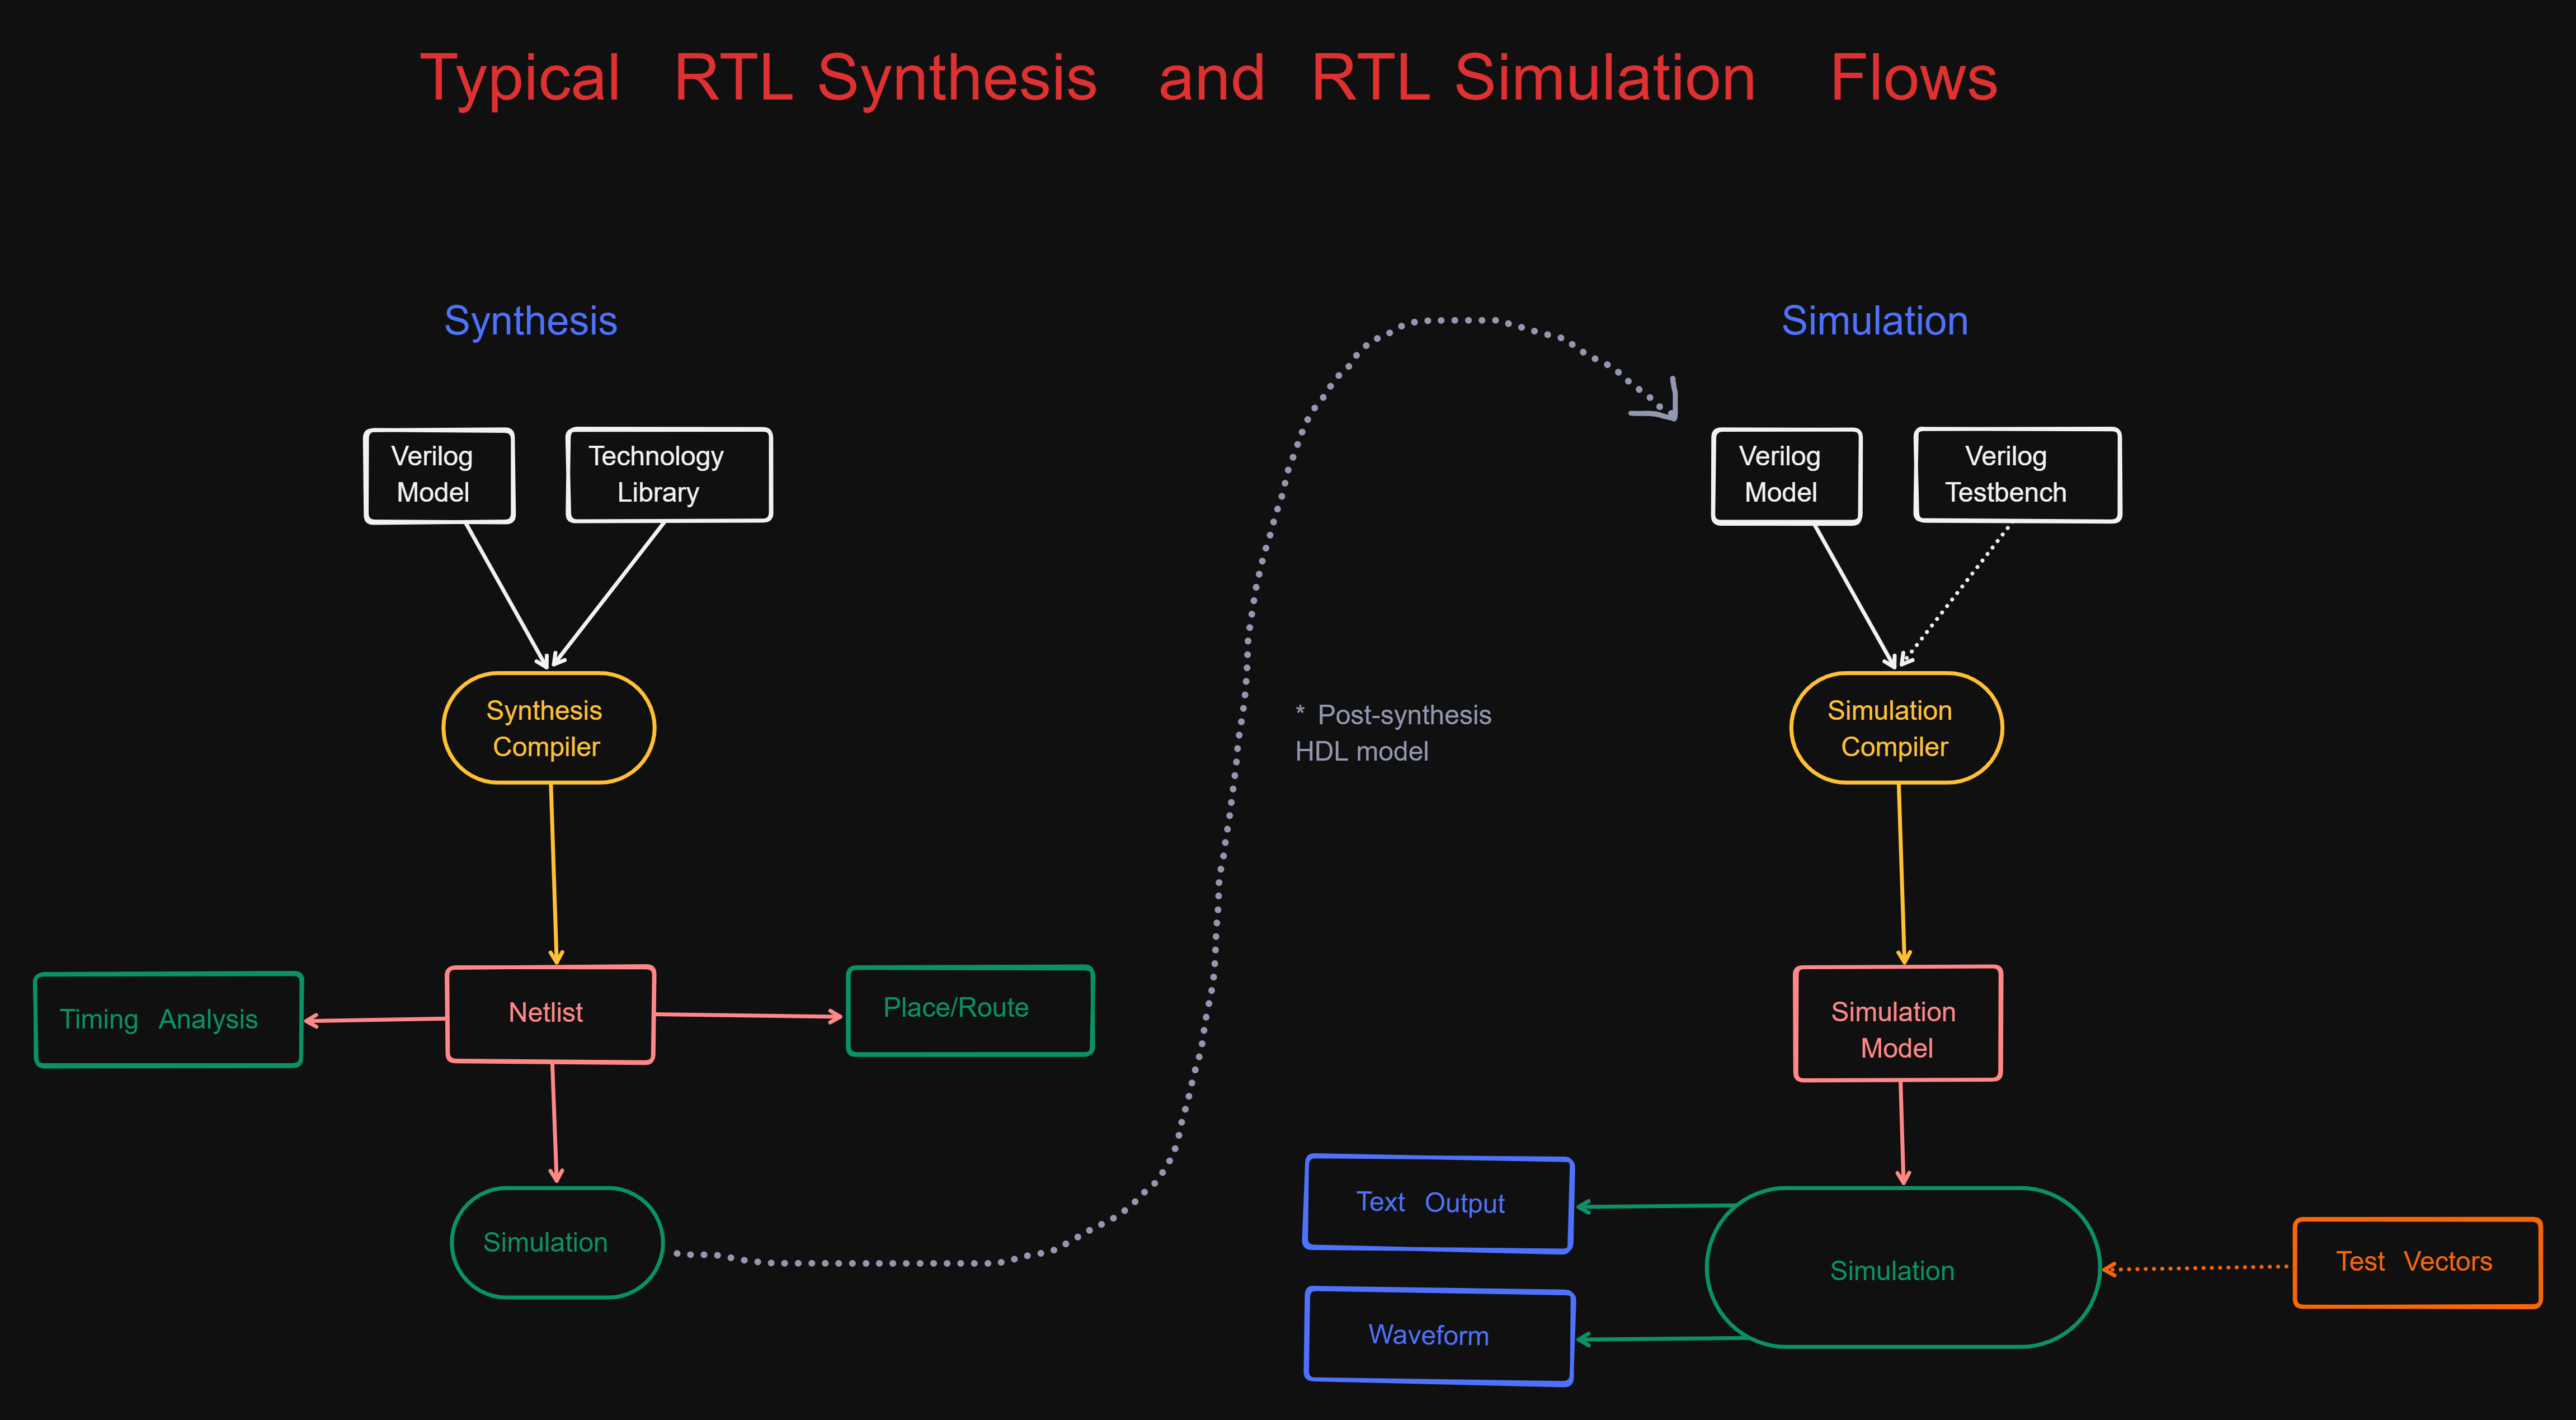 Typical RTL Synthesis and RTL Simulation Flows
Synthesis
Verilog
Model
Technology
Library
Synthesis
Compiler
Netlist
Timing Analysis
Place/Route
Simulation
* Post-synthesis
HDL model
Simulation
Verilog
Model
Verilog
Testbench
Simulation
Compiler
Simulation
Model
Text Output
Waveform
Simulation
Test Vectors